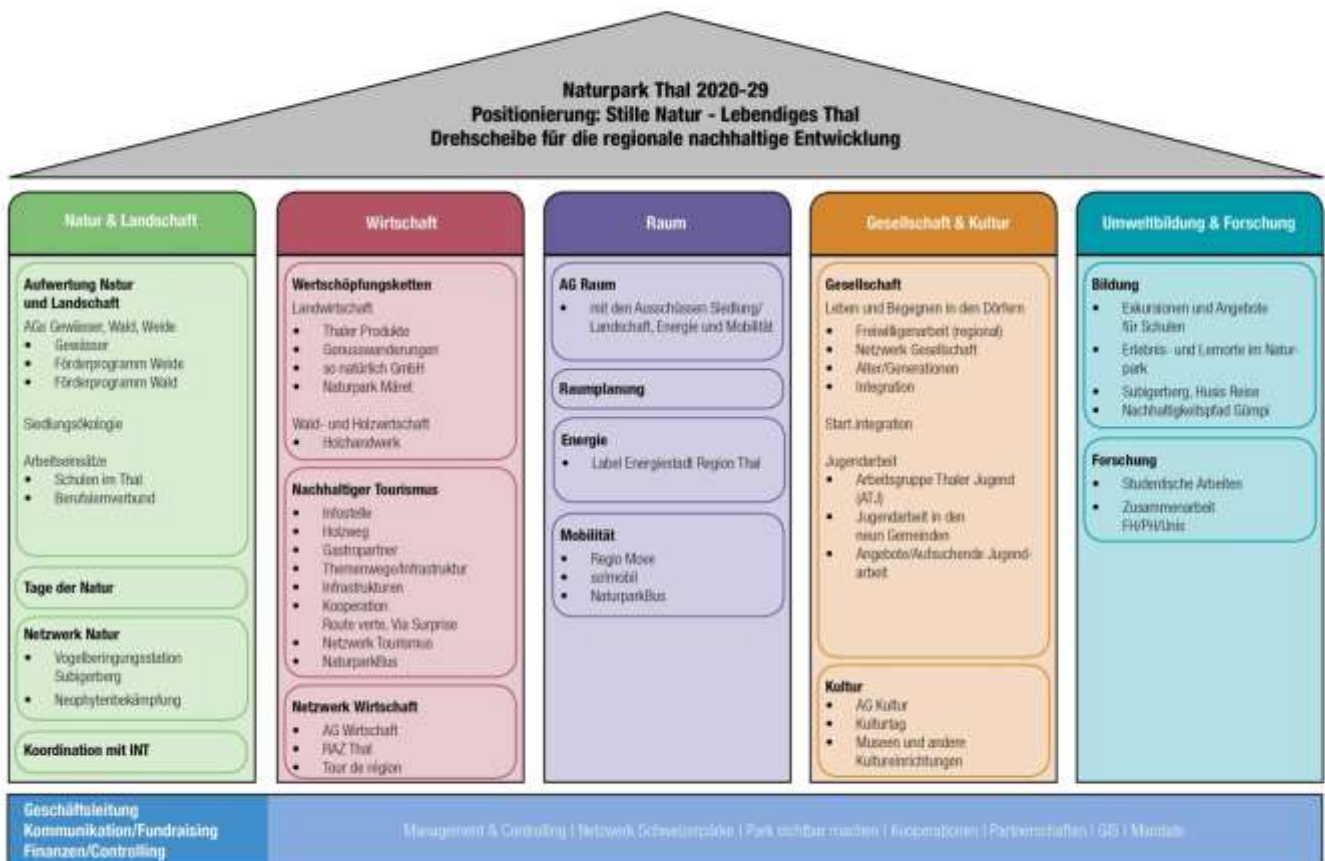 Naturpark Thal 2020-29
Positionierung: Stille Natur - Lebendiges Thal
Drehscheibe für die regionale nachhaltige Entwicklung
Natur & Landschaft
Aufwertung Natur
und Landschaft
AGs Gewässer, Wald, Weide
• Gewässer
• Förderprogramm Weide
• Förderprogramm Wald
Siedlungsökologie
Arbeitseinsätze
• Schulen im Thal
• Berufslernverbund
Tage der Natur
Netzwerk Natur
• Vogelberingungsstation
Subigerberg
• Neophytenbekämpfung
Koordination mit INT
Wirtschaft
Wertschöpfungsketten
Landwirtschaft
• Thaler Produkte
• Genusswanderungen
• so natürlich GmbH
• Naturpark Märet
Wald- und Holzwirtschaft
• Holzhandwerk
Nachhaltiger Tourismus
• Infostelle
• Holzweg
• Gastropartner
• Themenwege/Infrastruktur
• Infrastrukturen
• Kooperation
Route verte, Via Surprise
• Netzwerk Tourismus
• NaturparkBus
Netzwerk Wirtschaft
• AG Wirtschaft
• RAZ Thal
• Tour de région
Raum
AG Raum
• mit den Ausschüssen Siedlung/
Landschaft, Energie und Mobilität
Raumplanung
Energie
• Label Energiestadt Region Thal
Mobilität
• Regio Move
• so!mobil
• NaturparkBus
Gesellschaft & Kultur
Gesellschaft
Leben und Begegnen in den Dörfern
• Freiwilligenarbeit (regional)
• Netzwerk Gesellschaft
• Alter/Generationen
• Integration
Start.integration
Jugendarbeit
• Arbeitsgruppe Thaler Jugend
(ATJ)
• Jugendarbeit in den
neun Gemeinden
• Angebote/Aufsuchende Jugend-
arbeit
Kultur
• AG Kultur
• Kulturtag
• Museen und andere
Kultureinrichtungen
Umweltbildung & Forschung
Bildung
• Exkursionen und Angebote
für Schulen
• Erlebnis- und Lernorte im Natur-
park
• Subigerberg, Husis Reise
• Nachhaltigkeitspfad Gümpi
Forschung
• Studentische Arbeiten
• Zusammenarbeit
FH/PH/Unis
Geschäftsleitung
Kommunikation/Fundraising
Finanzen/Controlling
Management & Controlling | Netzwerk Schweizerpärke | Park sichtbar machen | Kooperationen | Partnerschaften | GIS | Mandate